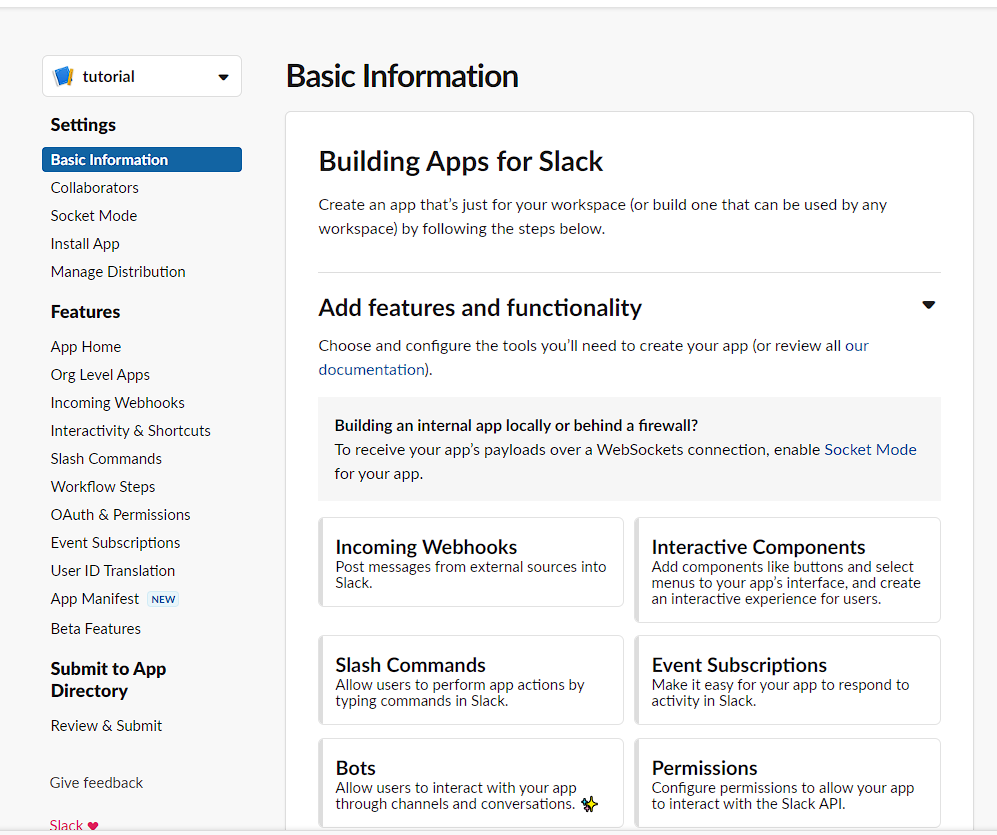 tutorial
Settings
Basic Information
Collaborators
Socket Mode
Install App
Manage Distribution
Features
App Home
Org Level Apps
Incoming Webhooks
Interactivity & Shortcuts
Slash Commands
Workflow Steps
OAuth & Permissions
Event Subscriptions
User ID Translation
App Manifest NEW
Beta Features
Submit to App
Directory
Review & Submit
Give feedback
Slack
Basic Information
Building Apps for Slack
Create an app that’s just for your workspace (or build one that can be used by any
workspace) by following the steps below.
Add features and functionality
Choose and configure the tools you’ll need to create your app (or review all our
documentation).
Building an internal app locally or behind a firewall?
To receive your app’s payloads over a WebSockets connection, enable Socket Mode
for your app.
Incoming Webhooks
Post messages from external sources into
Slack.
Interactive Components
Add components like buttons and select
menus to your app’s interface, and create
an interactive experience for users.
Slash Commands
Allow users to perform app actions by
typing commands in Slack.
Event Subscriptions
Make it easy for your app to respond to
activity in Slack.
Bots
Allow users to interact with your app
through channels and conversations.
Permissions
Configure permissions to allow your app
to interact with the Slack API.